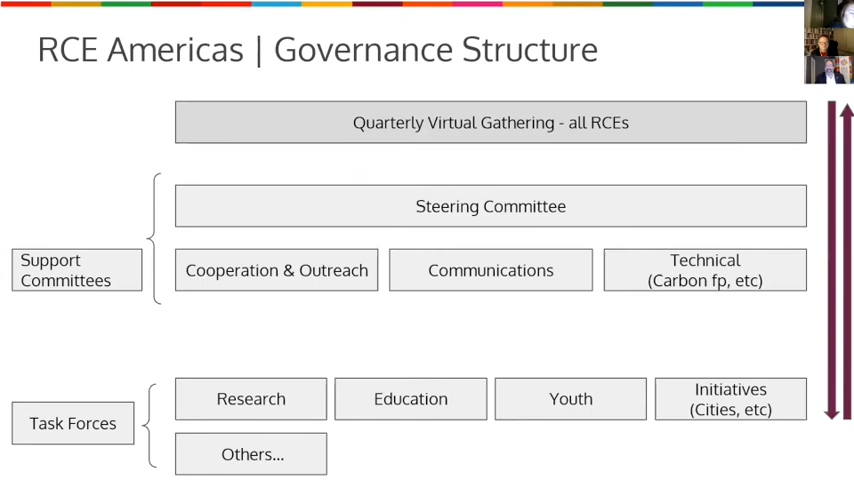 RCE Americas | Governance Structure
Quarterly Virtual Gathering - all RCEs
Steering Committee
Support
Committees
Cooperation & Outreach
Communications
Technical
(Carbon fp, etc)
Task Forces
Research
Education
Youth
Initiatives
(Cities, etc)
Others...